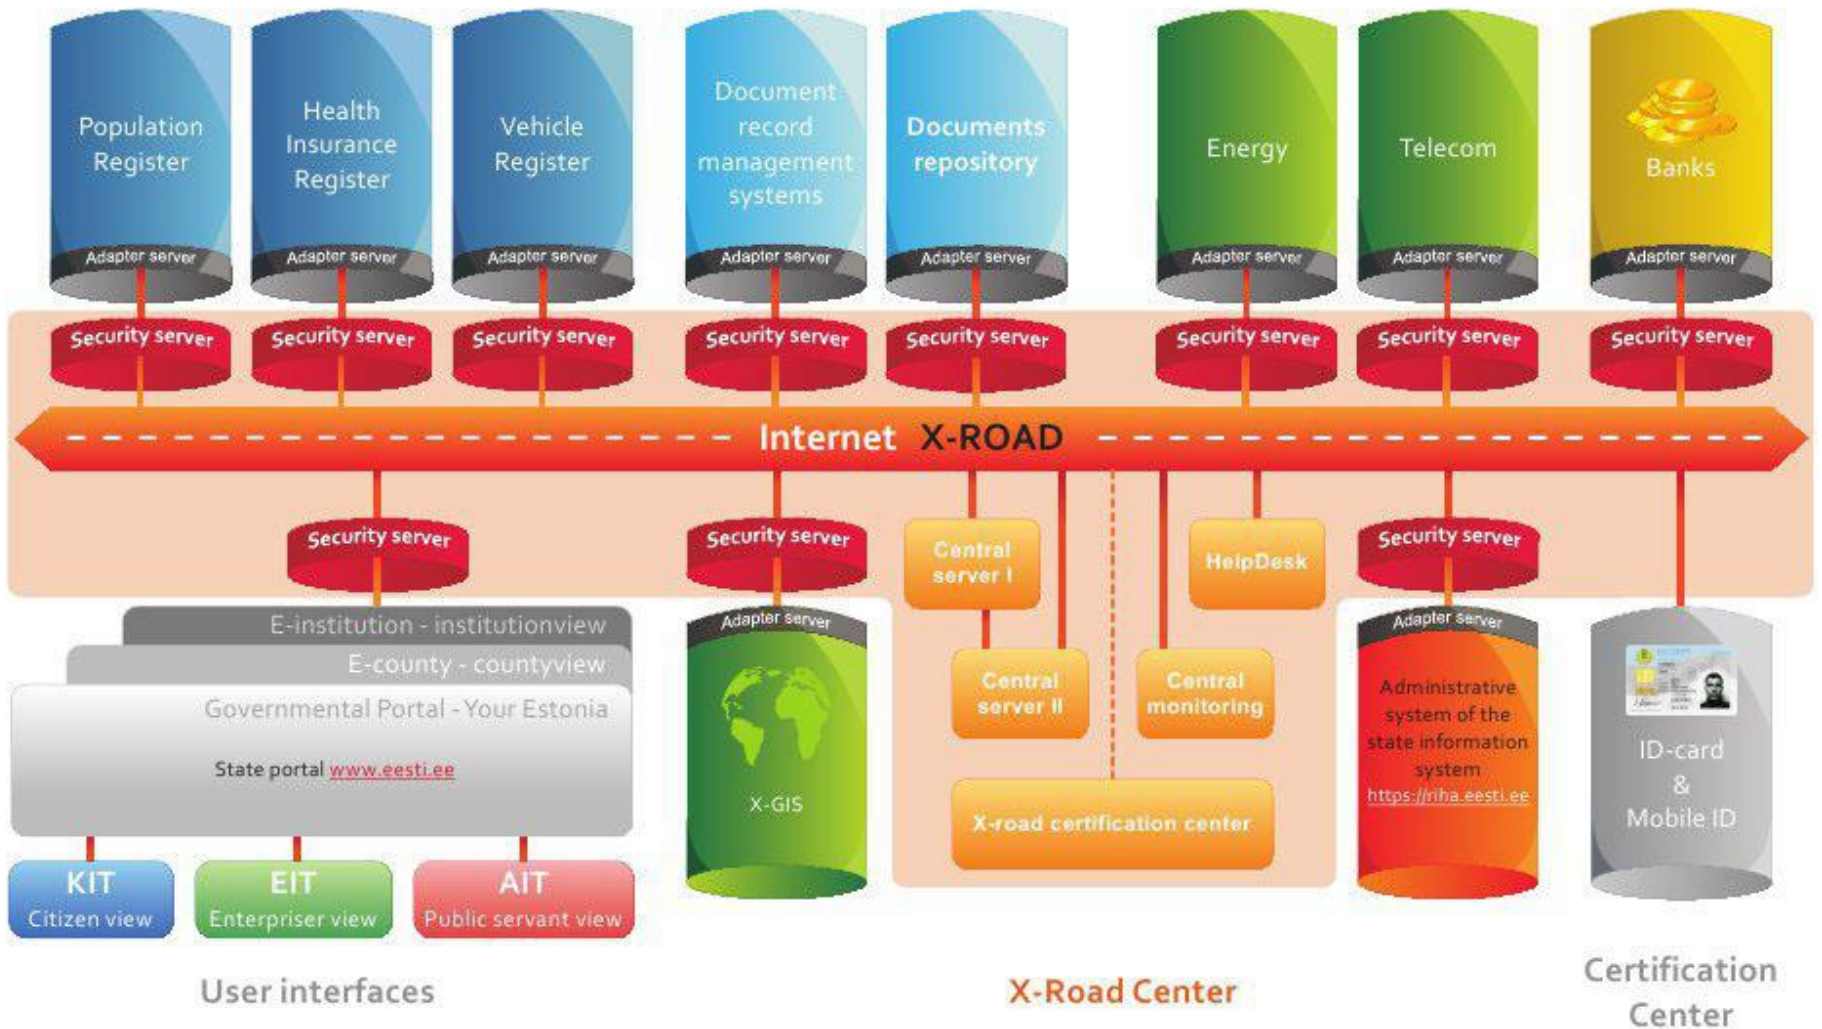 Population
Register
Adapter server
Health
Insurance
Register
Adapter server
Vehicle
Register
Adapter server
Document
record
management
systems
Adapter server
Documents
repository
Adapter server
Energy
Adapter server
Telecom
Adapter server
Banks
Adapter server
Security server
Security server
Security server
Security server
Security server
Security server
Security server
Security server
Internet X-ROAD
Security server
Security server
Central
server I
HelpDesk
Security server
E-institution - institutionview
E-county - countyview
Governmental Portal - Your Estonia
State portal www.eesti.ee
KIT
Citizen view
EIT
Enterpriser view
AIT
Public servant view
Adapter server
X-GIS
Central
server II
Central
monitoring
X-road certification center
Adapter server
Administrative
system of the
state information
system
https://riha.eesti.ee
ID-card
&
Mobile ID
User interfaces
X-Road Center
Certification
Center